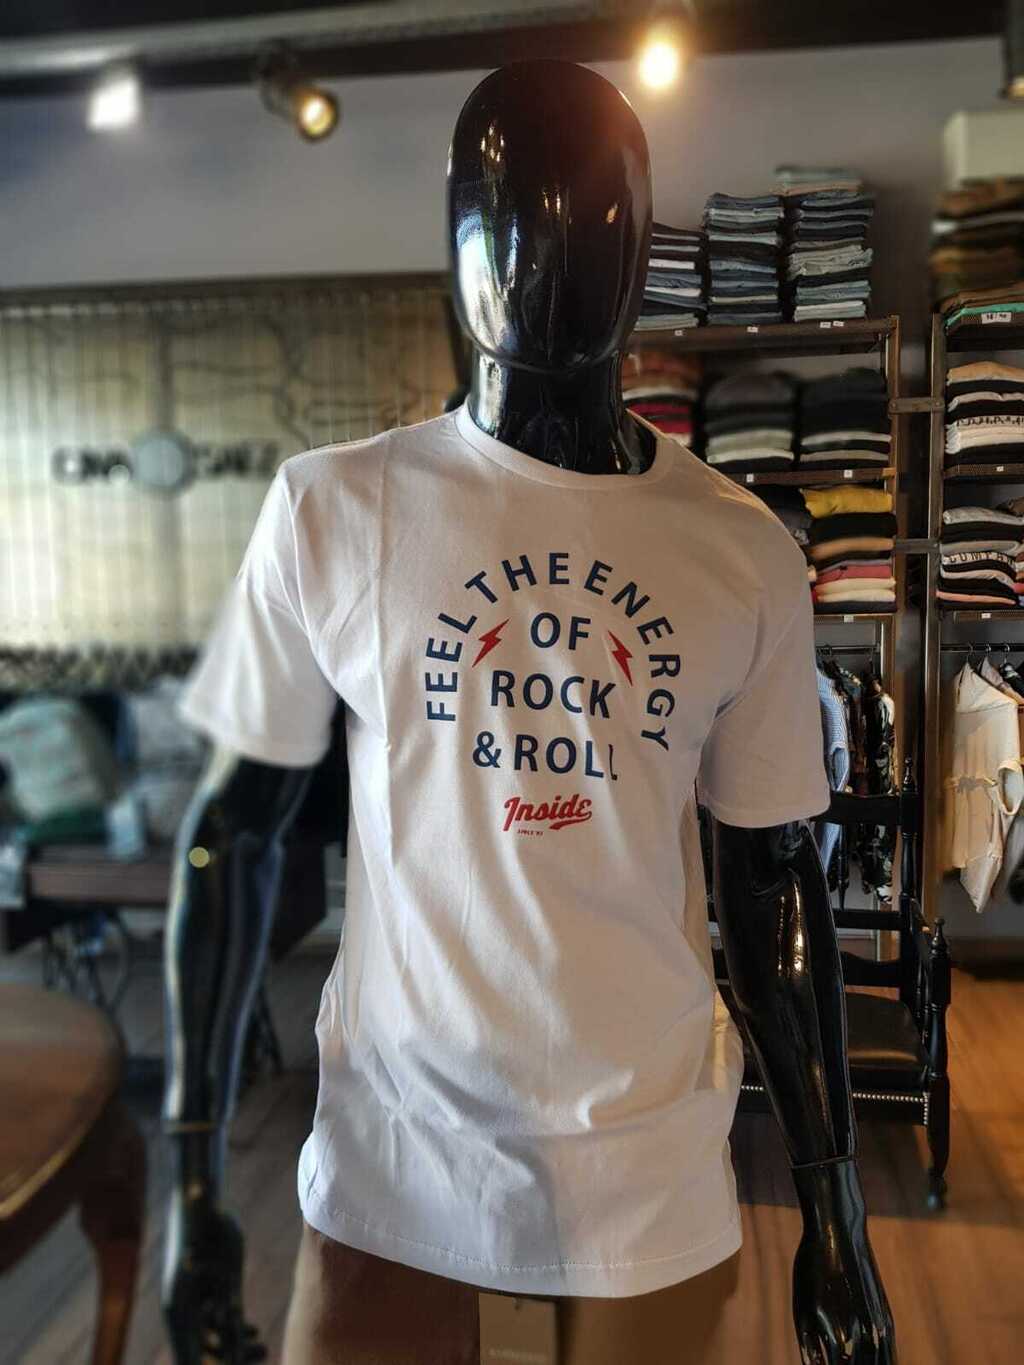 FEEL THE ENERGY
OF
ROCK
& ROLL
Inside